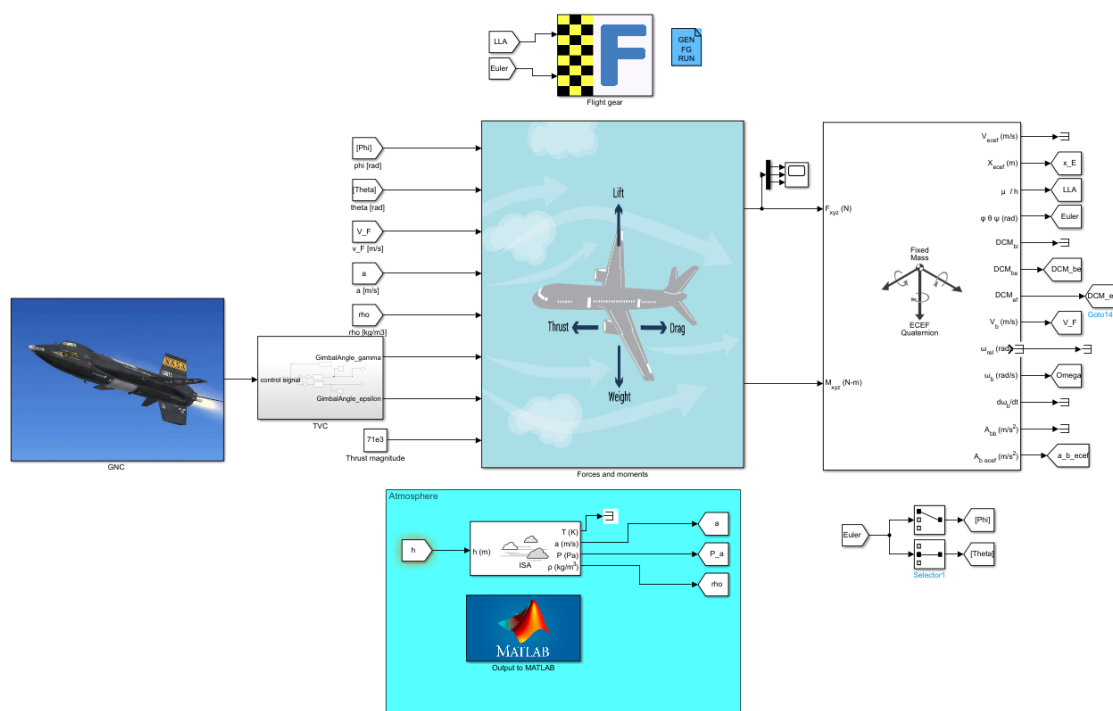 LLA
Euler
F
Flight gear
GEN
FG
RUN
[Phi]
phi [rad]
[Theta]
theta [rad]
V_F
v_F [m/s]
a
a [m/s]
rho
rho [kg/m3]
GNC
control signal
GimbalAngle_gamma
GimbalAngle_epsilon
TVC
71e3
Thrust magnitude
Lift
Thrust
Drag
Weight
Forces and moments
F_xyz (N)
M_xyz (N-m)
Fixed
Mass
ECEF
Quaternion
V_ecef (m/s)
X_ecef (m)
μ l h
φ θ ψ (rad)
DCM_bi
DCM_be
DCM_ef
V_b (m/s)
ω_rel (rad
ω_b (rad/s)
dω_b/dt
A_bb (m/s²)
A_b ecef (m/s²)
x_E
LLA
Euler
DCM_be
DCM_e
Goto14
V_F
Omega
a_b_ecef
Atmosphere
h
h (m)
ISA
T (K)
a (m/s)
P (Pa)
ρ (kg/m³)
a
P_a
rho
MATLAB
Output to MATLAB
Euler
[Phi]
[Theta]
Selector1